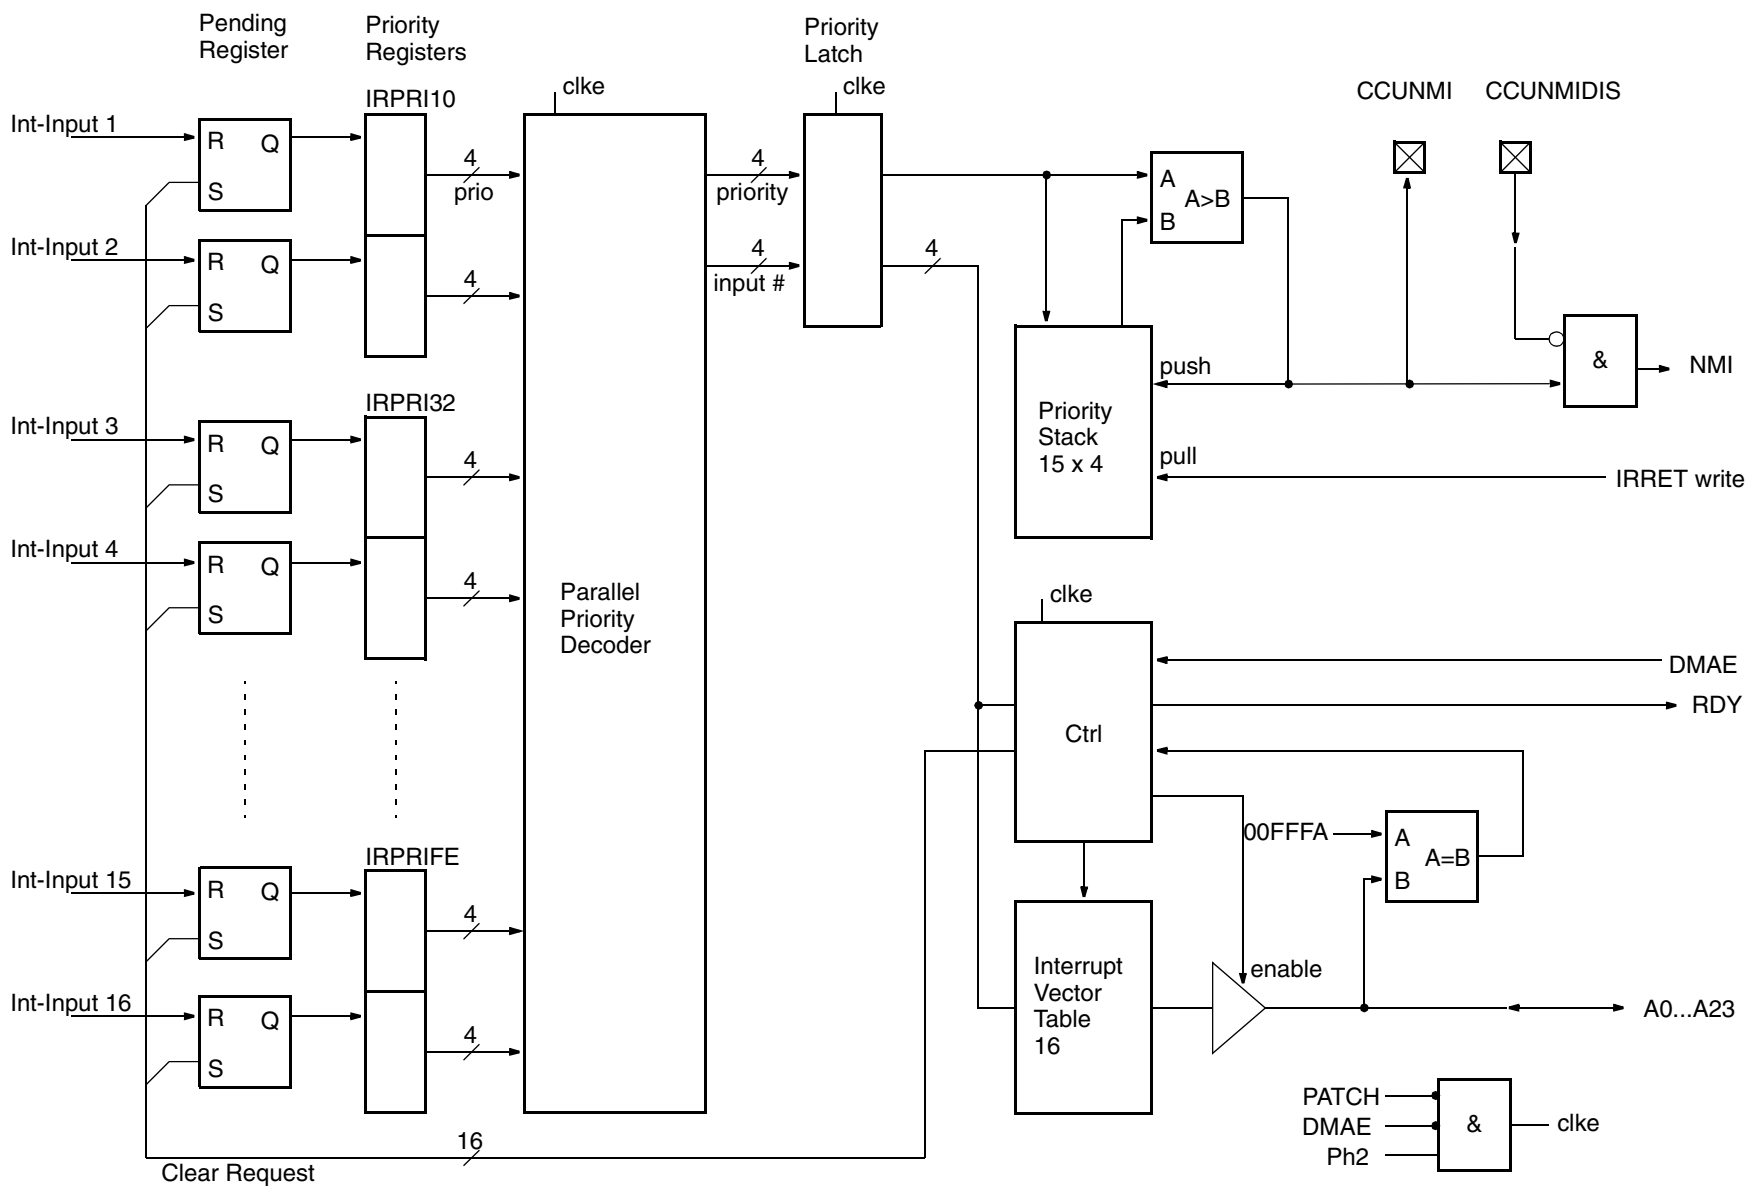 Pending
Register
Priority
Registers
Priority
Latch
clke
clke
CCUNMI
CCUNMIDIS
IRPRI10
Int-Input 1
R
Q
S
4
prio
4
priority
A
A>B
B
Int-Input 2
R
Q
S
4
4
input #
4
push
&
NMI
IRPRI32
Int-Input 3
R
Q
S
4
Priority
Stack
15 x 4
pull
IRRET write
Int-Input 4
R
Q
S
4
Parallel
Priority
Decoder
clke
DMAE
RDY
Ctrl
00FFFA
A
A=B
B
IRPRIFE
Int-Input 15
R
Q
S
4
Interrupt
Vector
Table
16
enable
A0...A23
Int-Input 16
R
Q
S
4
PATCH
DMAE
Ph2
&
clke
16
Clear Request